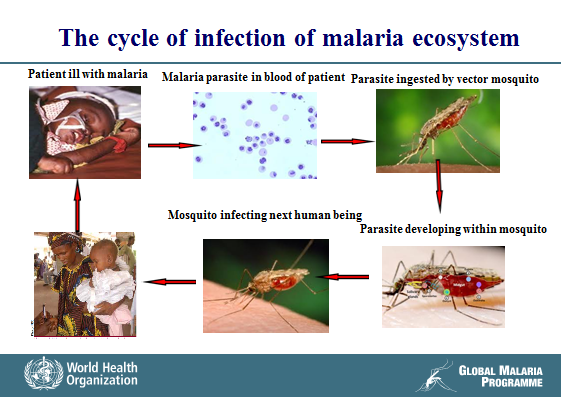 The cycle of infection of malaria ecosystem
Patient ill with malaria
Malaria parasite in blood of patient
Parasite ingested by vector mosquito
Mosquito infecting next human being
Parasite developing within mosquito
World Health
Organization
GLOBAL MALARIA
PROGRAMME